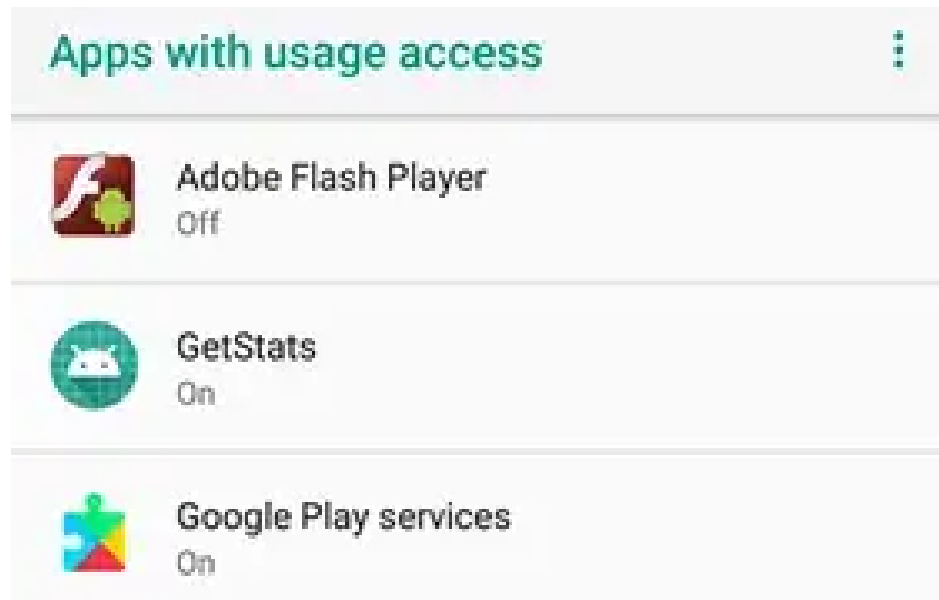 Apps with usage access
Adobe Flash Player
Off
GetStats
On
Google Play services
On